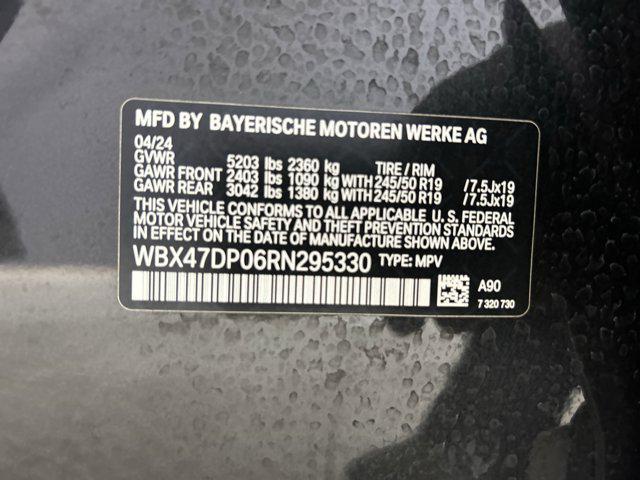 MFD BY BAYERISCHE MOTOREN WERKE AG
04/24
GVWR 5203 lbs 2360 kg TIRE / RIM
GAWR FRONT 2403 lbs 1090 kg WITH 245/50 R19 /7.5Jx19
GAWR REAR 3042 lbs 1380 kg WITH 245/50 R19 /7.5Jx19
THIS VEHICLE CONFORMS TO ALL APPLICABLE U. S. FEDERAL
MOTOR VEHICLE SAFETY AND THEFT PREVENTION STANDARDS
IN EFFECT ON THE DATE OF MANUFACTURE SHOWN ABOVE.
WBX47DP06RN295330 TYPE: MPV
A90
7 320 730